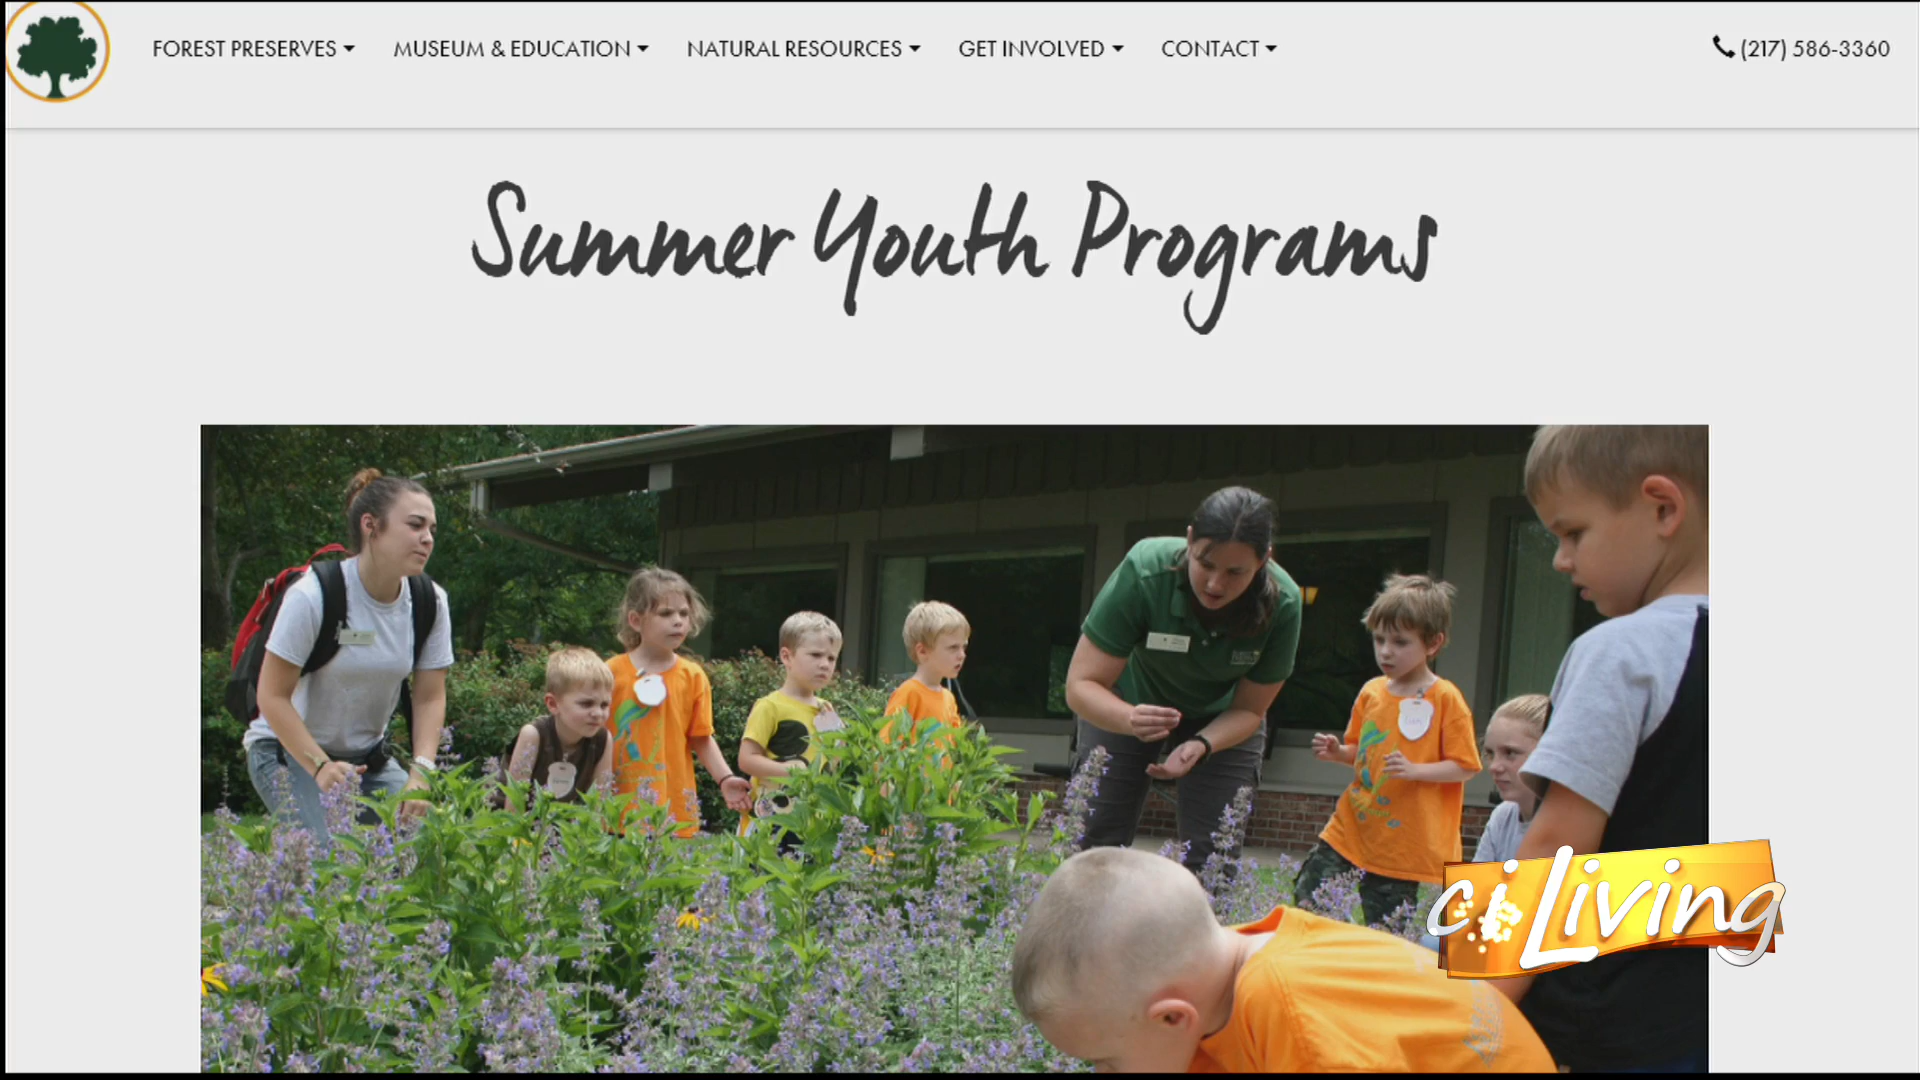 FOREST PRESERVES MUSEUM & EDUCATION NATURAL RESOURCES GET INVOLVED CONTACT (217) 586-3360
Summer Youth Programs
ciLiving